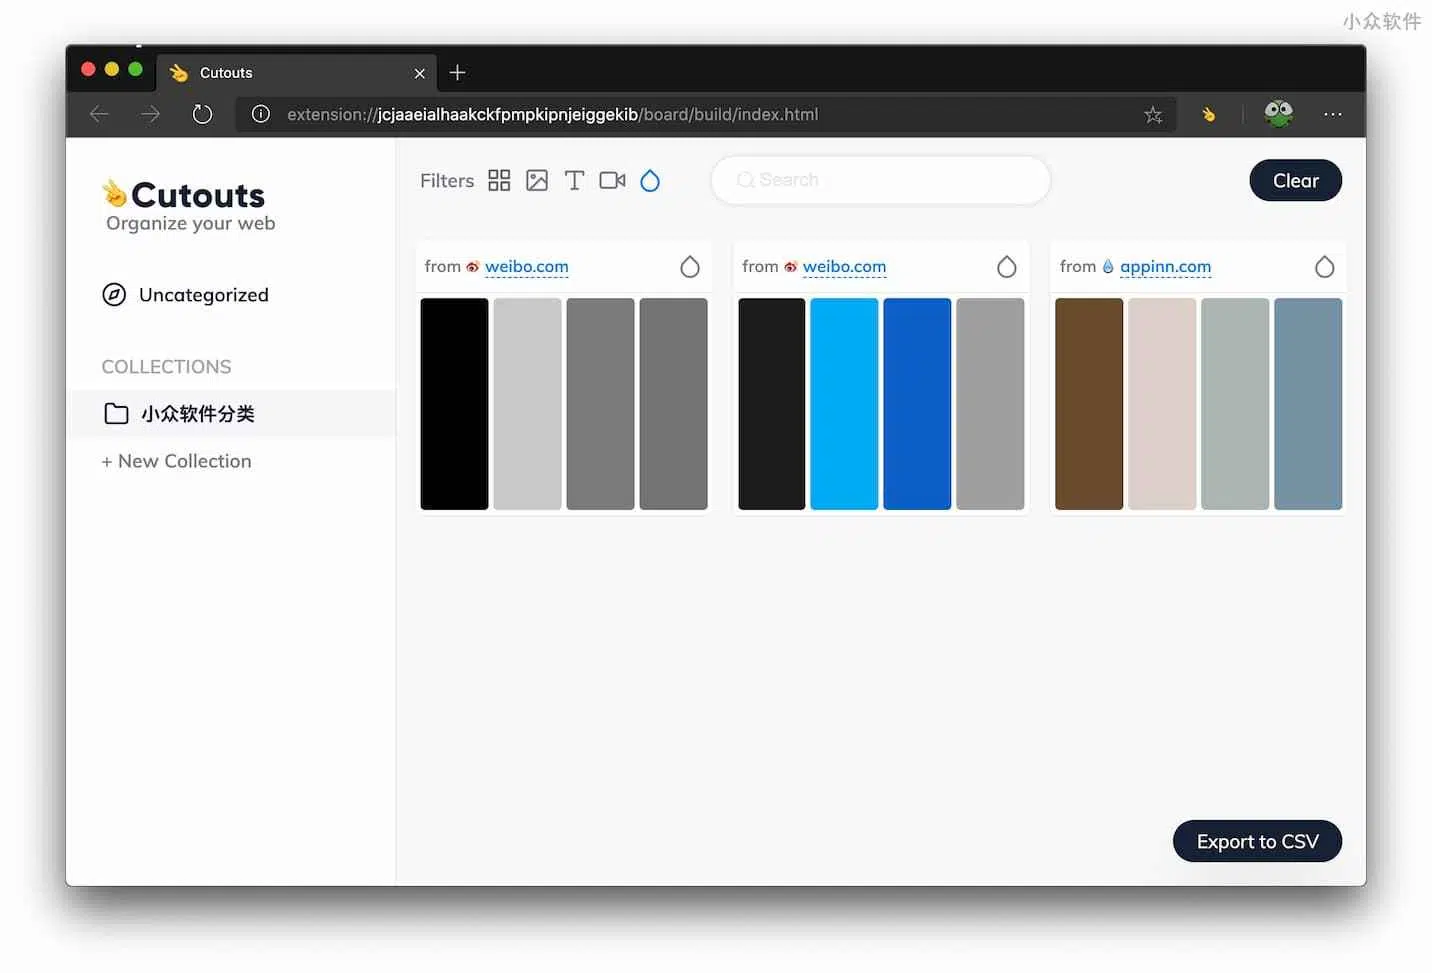 小众软件
Cutouts
extension://jcjaaeialhaakckfpmpkipnjeiggekib/board/build/index.html
Cutouts
Organize your web
Uncategorized
COLLECTIONS
小众软件分类
+ New Collection
Filters
Search
Clear
from weibo.com
from weibo.com
from appinn.com
Export to CSV